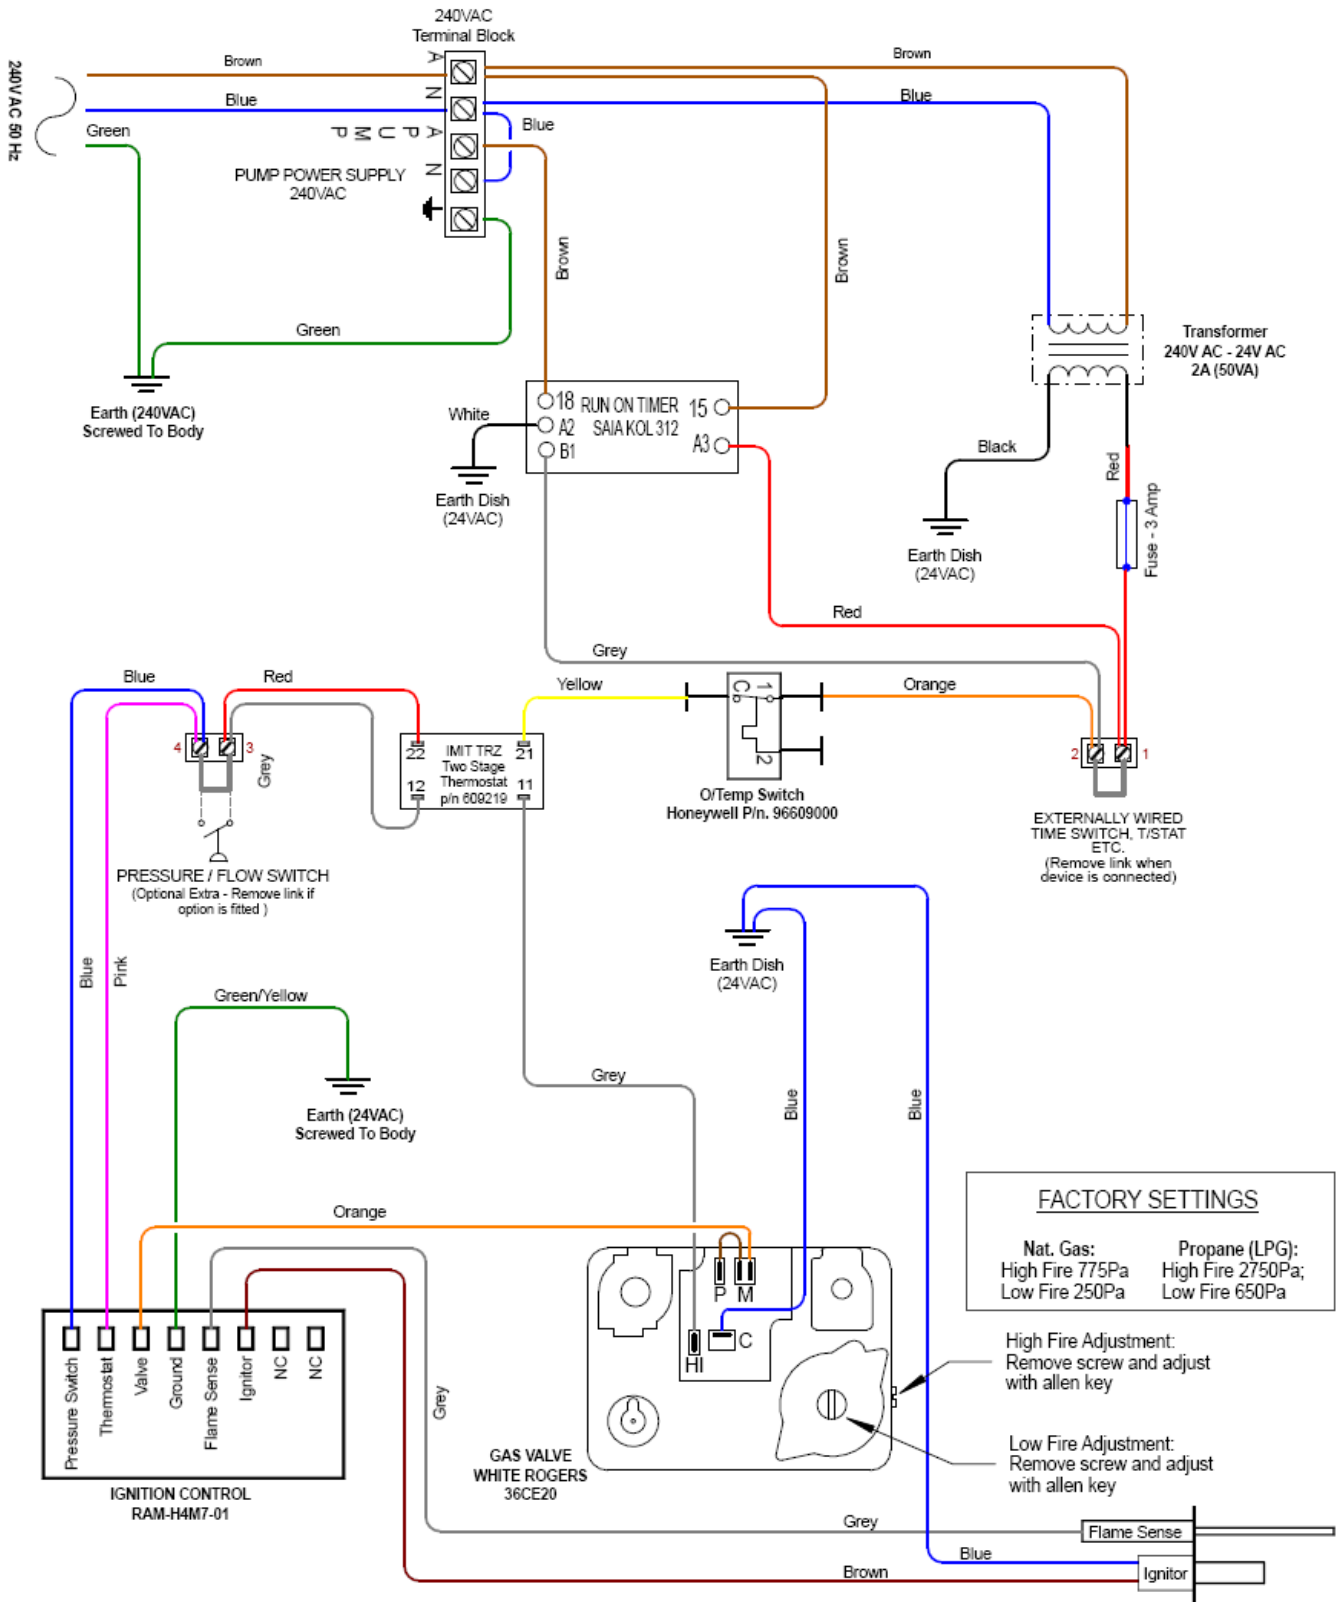 240VAC
Terminal Block
240VAC 50 Hz
Brown
Blue
Green
A
N
A
N
PUMP
PUMP POWER SUPPLY
240VAC
Brown
Blue
Blue
Brown
Brown
Green
Earth (240VAC)
Screwed To Body
Transformer
240V AC - 24V AC
2A (50VA)
White
18 RUN ON TIMER 15
A2 SAIA KOL 312
B1 A3
Earth Dish
(24VAC)
Black
Red
Fuse - 3 Amp
Earth Dish
(24VAC)
Red
Grey
Blue
Red
Yellow
Orange
4
3
Grey
22 IMIT TRZ 21
Two Stage
12 Thermostat 11
p/n 609219
C 1
2
O/Temp Switch
Honeywell P/n. 96609000
2
1
EXTERNALLY WIRED
TIME SWITCH, T/STAT
ETC.
(Remove link when
device is connected)
PRESSURE / FLOW SWITCH
(Optional Extra - Remove link if
option is fitted )
Blue
Pink
Earth Dish
(24VAC)
Green/Yellow
Grey
Blue
Blue
Earth (24VAC)
Screwed To Body
Orange
FACTORY SETTINGS
Nat. Gas: Propane (LPG):
High Fire 775Pa High Fire 2750Pa;
Low Fire 250Pa Low Fire 650Pa
P M
C
HI
High Fire Adjustment:
Remove screw and adjust
with allen key
Low Fire Adjustment:
Remove screw and adjust
with allen key
Pressure Switch
Thermostat
Valve
Ground
Flame Sense
Ignitor
NC
NC
Grey
IGNITION CONTROL
RAM-H4M7-01
GAS VALVE
WHITE ROGERS
36CE20
Grey
Flame Sense
Blue
Brown
Ignitor